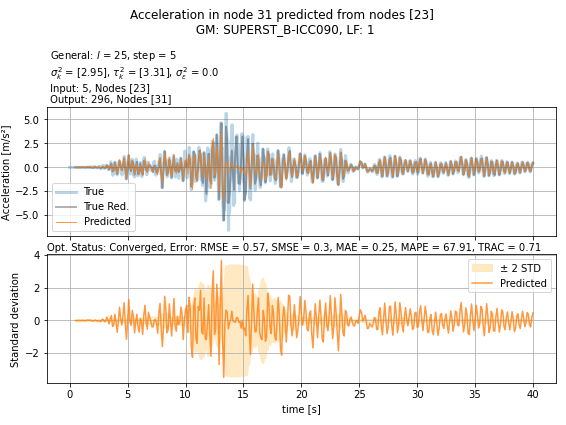 Acceleration in node 31 predicted from nodes [23]
GM: SUPERST_B-ICC090, LF: 1
General: l = 25, step = 5
σ²ₖ = [2.95], τ²ₖ = [3.31], σ²ε = 0.0
Input: 5, Nodes [23]
Output: 296, Nodes [31]
Acceleration [m/s²]
5.0
2.5
0.0
−2.5
−5.0
True
True Red.
Predicted
Opt. Status: Converged, Error: RMSE = 0.57, SMSE = 0.3, MAE = 0.25, MAPE = 67.91, TRAC = 0.71
Standard deviation
4
2
0
−2
± 2 STD
Predicted
0 5 10 15 20 25 30 35 40
time [s]